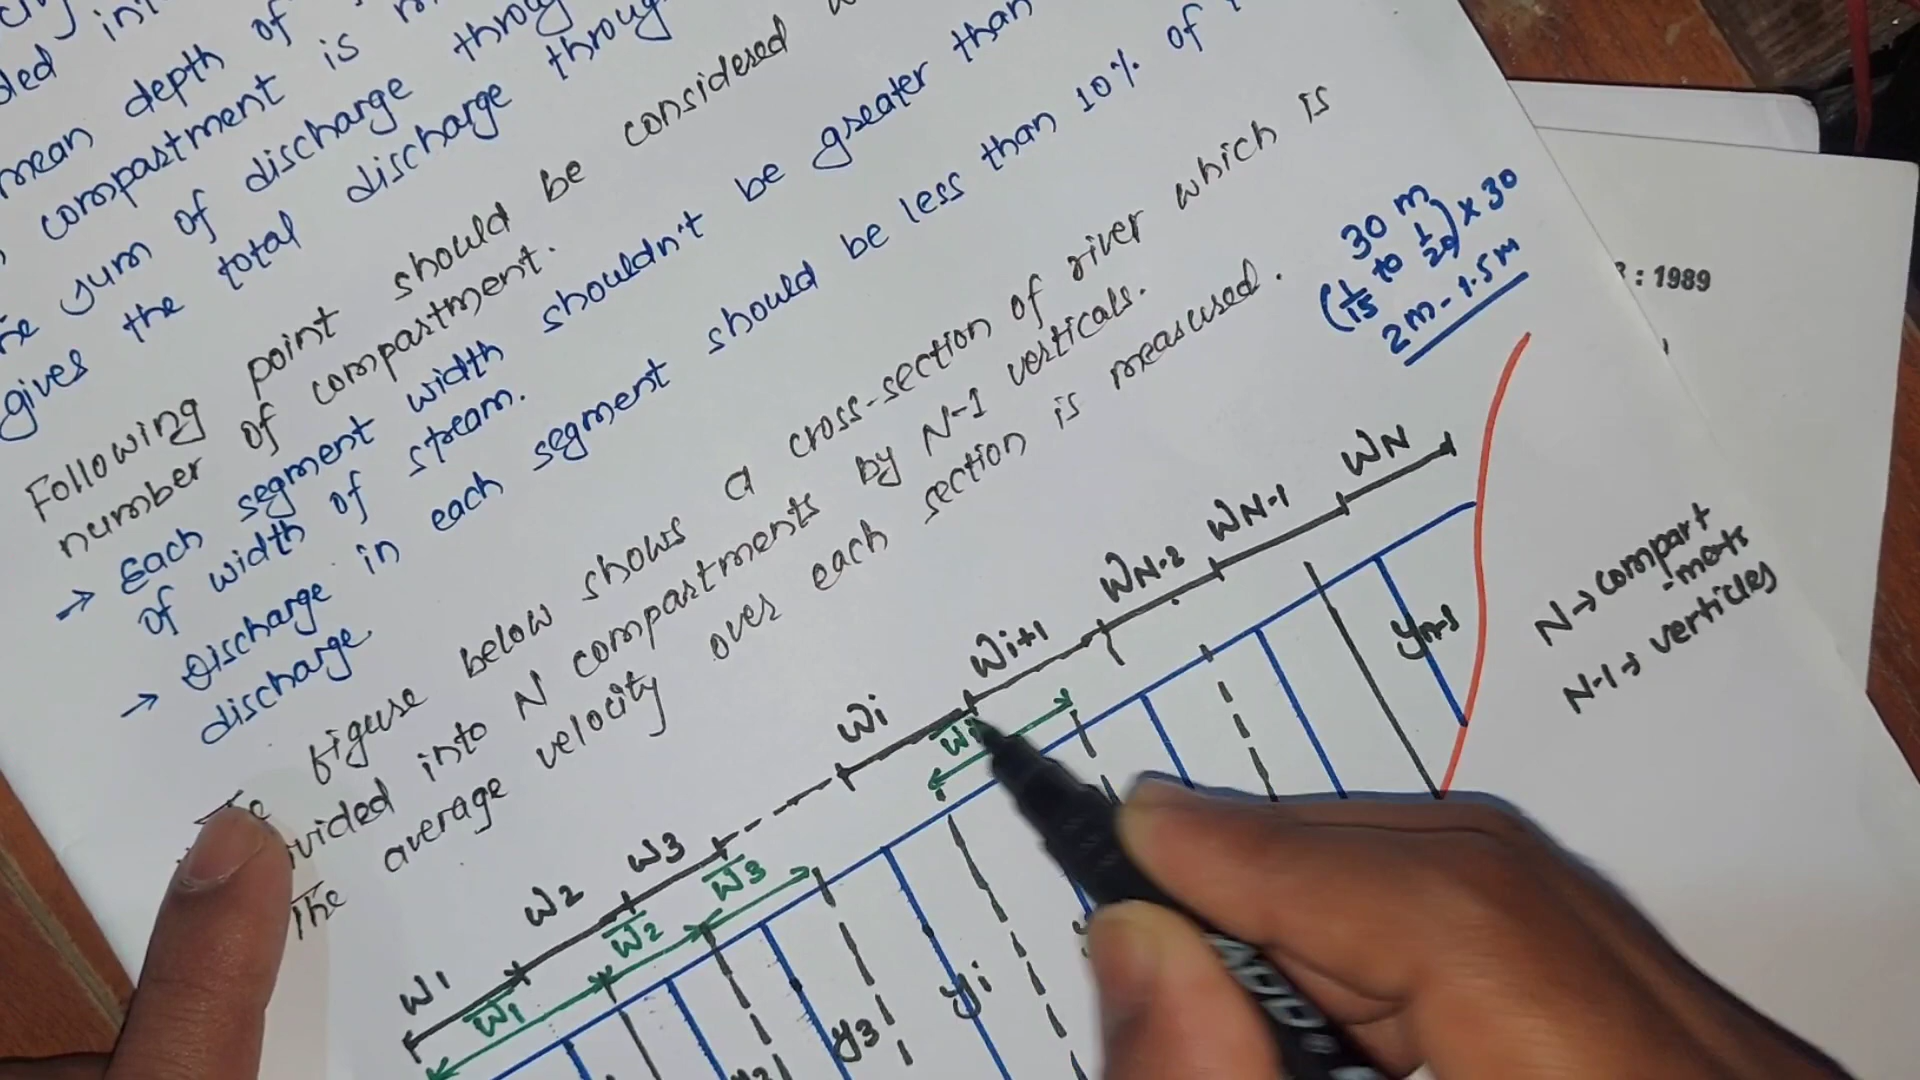 mean depth of
compartment is
sum of discharge
gives the total discharge
Following point should be considered
number of compartment.
→ Each segment width shouldn't be greater than
of width of stream.
→ Discharge in each segment should be less than 10% of
discharge
figure below shows a cross-section of river which is
into N compartments by N-1 verticals.
The average velocity over each section is measured.
30 m
(1/15 to 1/20) x 30
2m - 1.5m
: 1989
N → compart
-ments
N-1 → verticles
W1 W2 W3 Wi Wi+1 WN-2 WN-1 WN
W̅1 W̅2 W̅3 W̅i
y3 yi